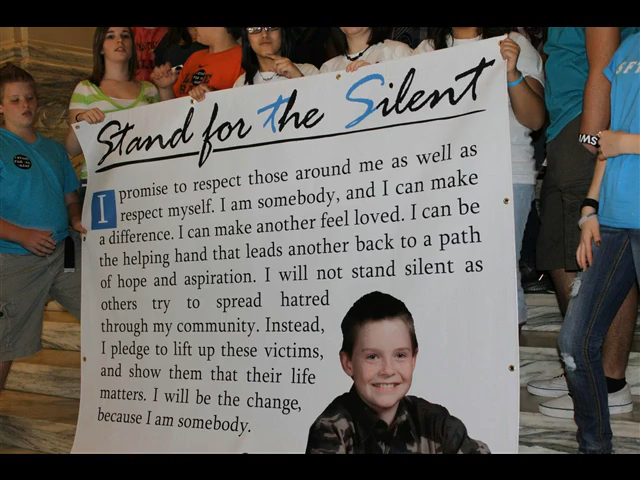 Stand for the Silent
I promise to respect those around me as well as
respect myself. I am somebody, and I can make
a difference. I can make another feel loved. I can be
the helping hand that leads another back to a path
of hope and aspiration. I will not stand silent as
others try to spread hatred
through my community. Instead,
I pledge to lift up these victims,
and show them that their life
matters. I will be the change,
because I am somebody.